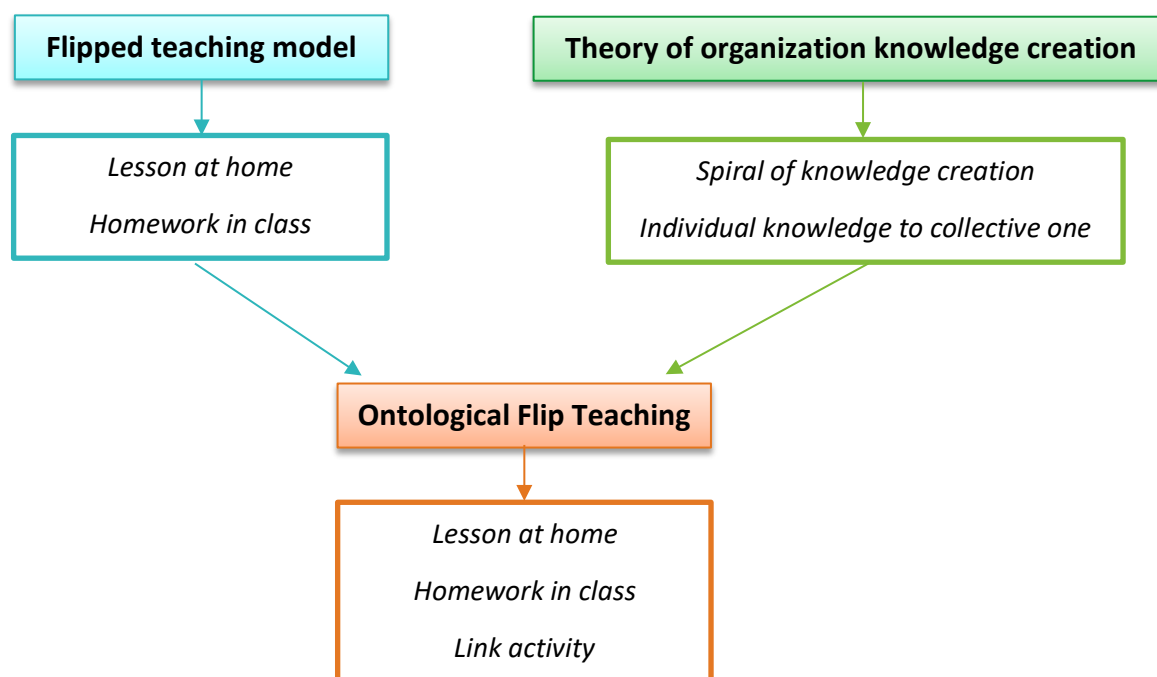 Flipped teaching model
Theory of organization knowledge creation
Lesson at home
Homework in class
Spiral of knowledge creation
Individual knowledge to collective one
Ontological Flip Teaching
Lesson at home
Homework in class
Link activity